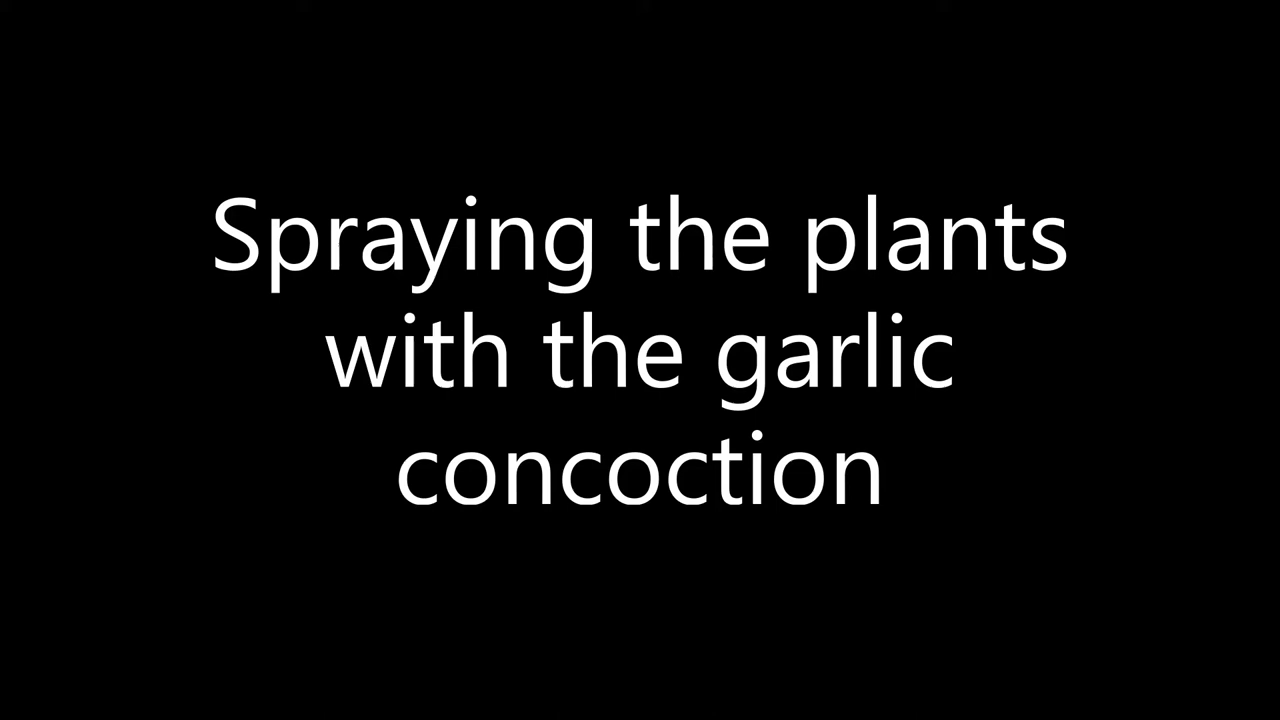 Spraying the plants
with the garlic
concoction